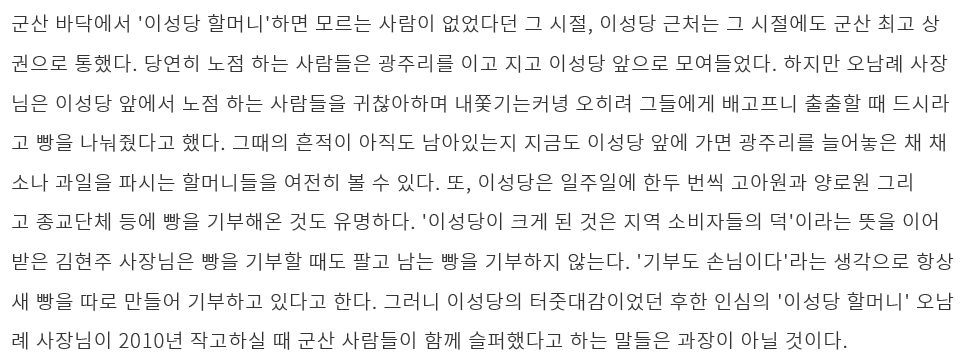 군산 바닥에서 '이성당 할머니'하면 모르는 사람이 없었다던 그 시절, 이성당 근처는 그 시절에도 군산 최고 상
권으로 통했다. 당연히 노점 하는 사람들은 광주리를 이고 지고 이성당 앞으로 모여들었다. 하지만 오남례 사장
님은 이성당 앞에서 노점 하는 사람들을 귀찮아하며 내쫓기는커녕 오히려 그들에게 배고프니 출출할 때 드시라
고 빵을 나눠줬다고 했다. 그때의 흔적이 아직도 남아있는지 지금도 이성당 앞에 가면 광주리를 늘어놓은 채 채
소나 과일을 파시는 할머니들을 여전히 볼 수 있다. 또, 이성당은 일주일에 한두 번씩 고아원과 양로원 그리
고 종교단체 등에 빵을 기부해온 것도 유명하다. '이성당이 크게 된 것은 지역 소비자들의 덕'이라는 뜻을 이어
받은 김현주 사장님은 빵을 기부할 때도 팔고 남는 빵을 기부하지 않는다. '기부도 손님이다'라는 생각으로 항상
새 빵을 따로 만들어 기부하고 있다고 한다. 그러니 이성당의 터줏대감이었던 후한 인심의 '이성당 할머니' 오남
례 사장님이 2010년 작고하실 때 군산 사람들이 함께 슬퍼했다고 하는 말들은 과장이 아닐 것이다.